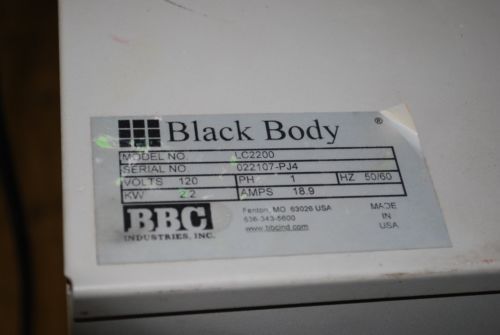 Black Body ®
MODEL NO. LC2200
SERIAL NO. 022107-PJ4
VOLTS 120 PH 1 HZ 50/60
KW 2.2 AMPS 18.9
BBC
INDUSTRIES, INC.
Fenton, MO 63026 USA
636-343-5600
www.bbcind.com
MADE
IN
USA